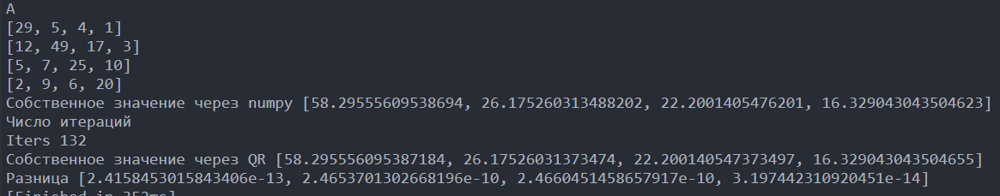 A
[29, 5, 4, 1]
[12, 49, 17, 3]
[5, 7, 25, 10]
[2, 9, 6, 20]
Собственное значение через numpy [58.29555609538694, 26.175260313488202, 22.2001405476201, 16.329043043504623]
Число итераций
Iters 132
Собственное значение через QR [58.295556095387184, 26.17526031373474, 22.200140547373497, 16.329043043504655]
Разница [2.4158453015843406e-13, 2.4653701302668196e-10, 2.4660451458657917e-10, 3.197442310920451e-14]
[Finished in 352ms]